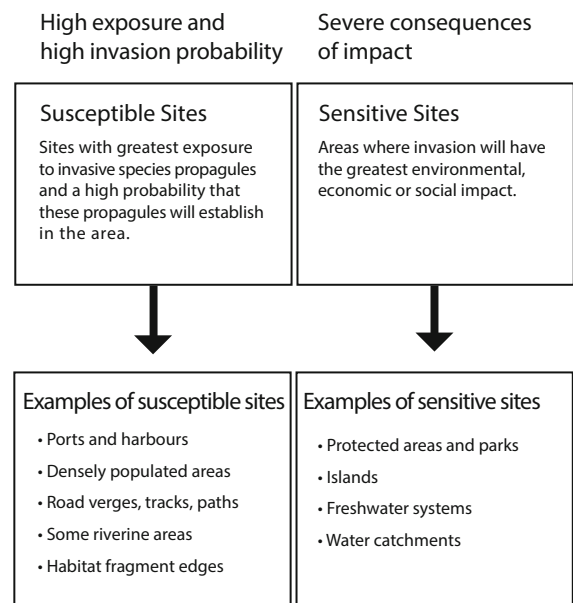 High exposure and
high invasion probability
Severe consequences
of impact
Susceptible Sites
Sites with greatest exposure
to invasive species propagules
and a high probability that
these propagules will establish
in the area.
Sensitive Sites
Areas where invasion will have
the greatest environmental,
economic or social impact.
Examples of susceptible sites
• Ports and harbours
• Densely populated areas
• Road verges, tracks, paths
• Some riverine areas
• Habitat fragment edges
Examples of sensitive sites
• Protected areas and parks
• Islands
• Freshwater systems
• Water catchments